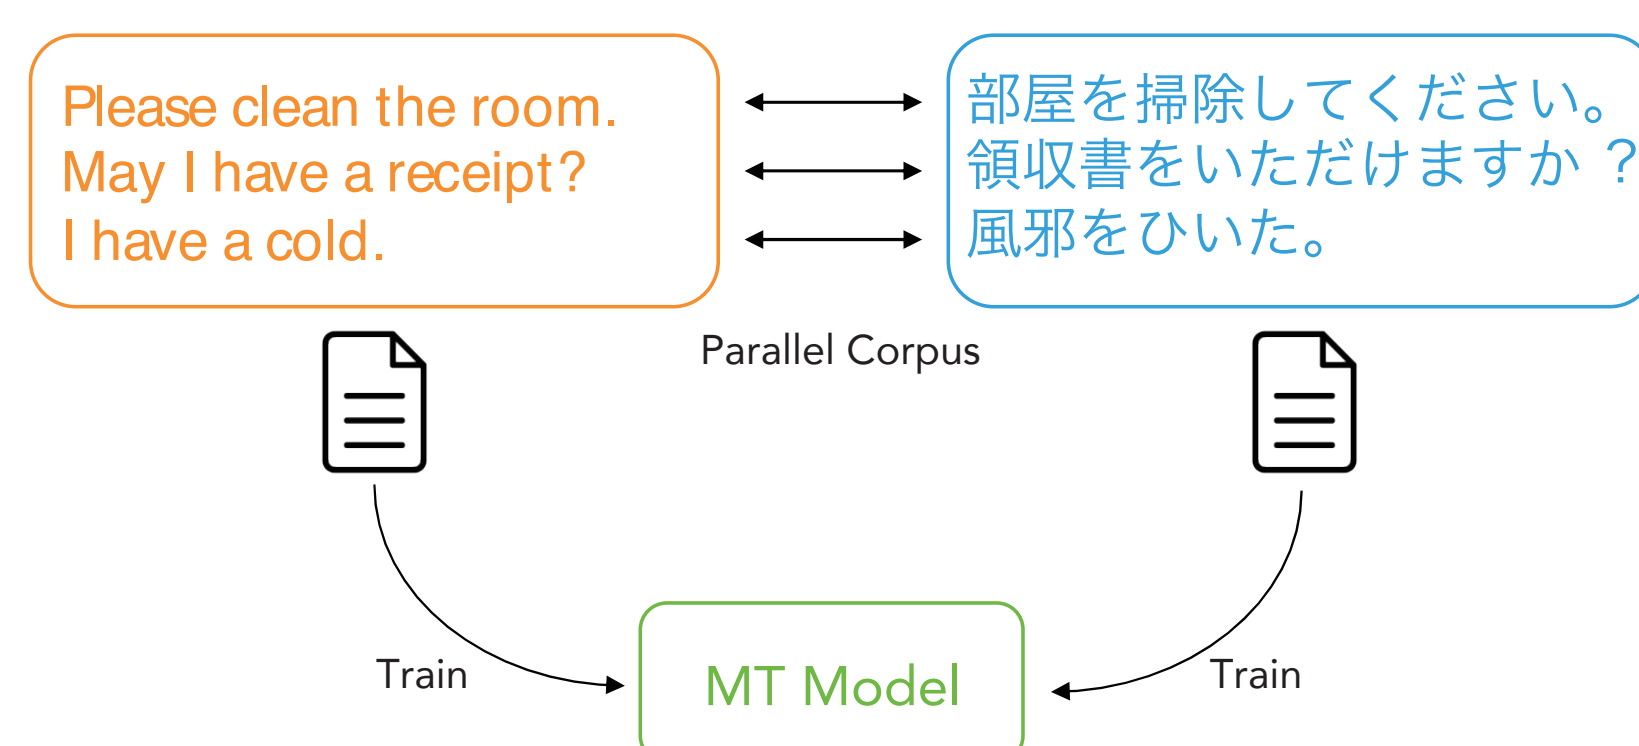 Please clean the room.
May I have a receipt?
I have a cold.
部屋を掃除してください。
領収書をいただけますか ？
風邪をひいた。
Parallel Corpus
Train
MT Model
Train